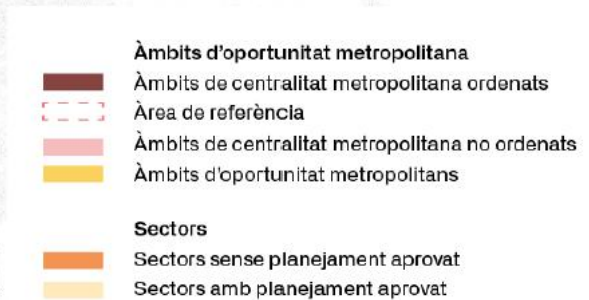 Àmbits d'oportunitat metropolitana
Àmbits de centralitat metropolitana ordenats
Àrea de referència
Àmbits de centralitat metropolitana no ordenats
Àmbits d'oportunitat metropolitans
Sectors
Sectors sense planejament aprovat
Sectors amb planejament aprovat